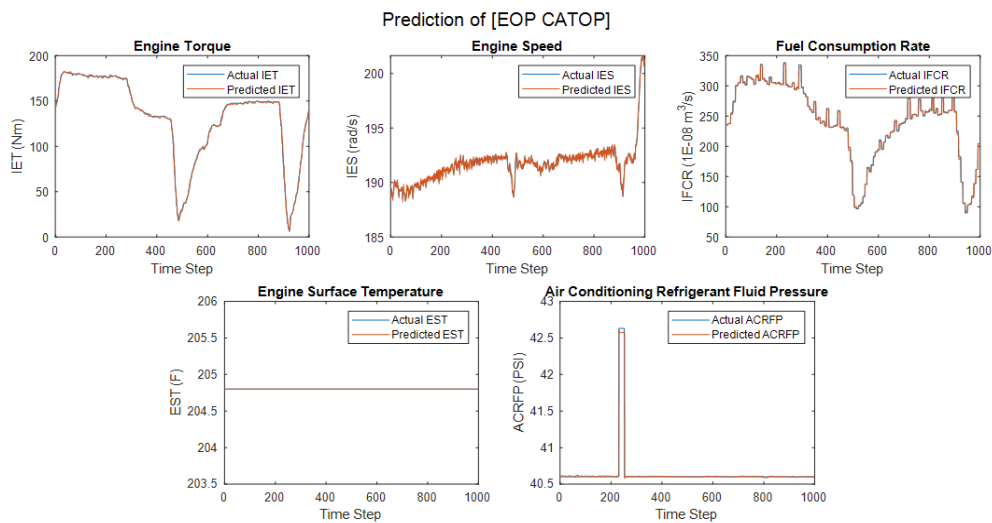 Prediction of [EOP CATOP]
Engine Torque
200
150
100
50
0
IET (Nm)
Actual IET
Predicted IET
0 200 400 600 800 1000
Time Step
Engine Speed
200
195
190
185
IES (rad/s)
Actual IES
Predicted IES
0 200 400 600 800 1000
Time Step
Fuel Consumption Rate
350
300
250
200
150
100
50
IFCR (1E-08 m³/s)
Actual IFCR
Predicted IFCR
0 200 400 600 800 1000
Time Step
Engine Surface Temperature
206
205.5
205
204.5
204
203.5
EST (F)
Actual EST
Predicted EST
0 200 400 600 800 1000
Time Step
Air Conditioning Refrigerant Fluid Pressure
43
42.5
42
41.5
41
40.5
ACRFP (PSI)
Actual ACRFP
Predicted ACRFP
0 200 400 600 800 1000
Time Step